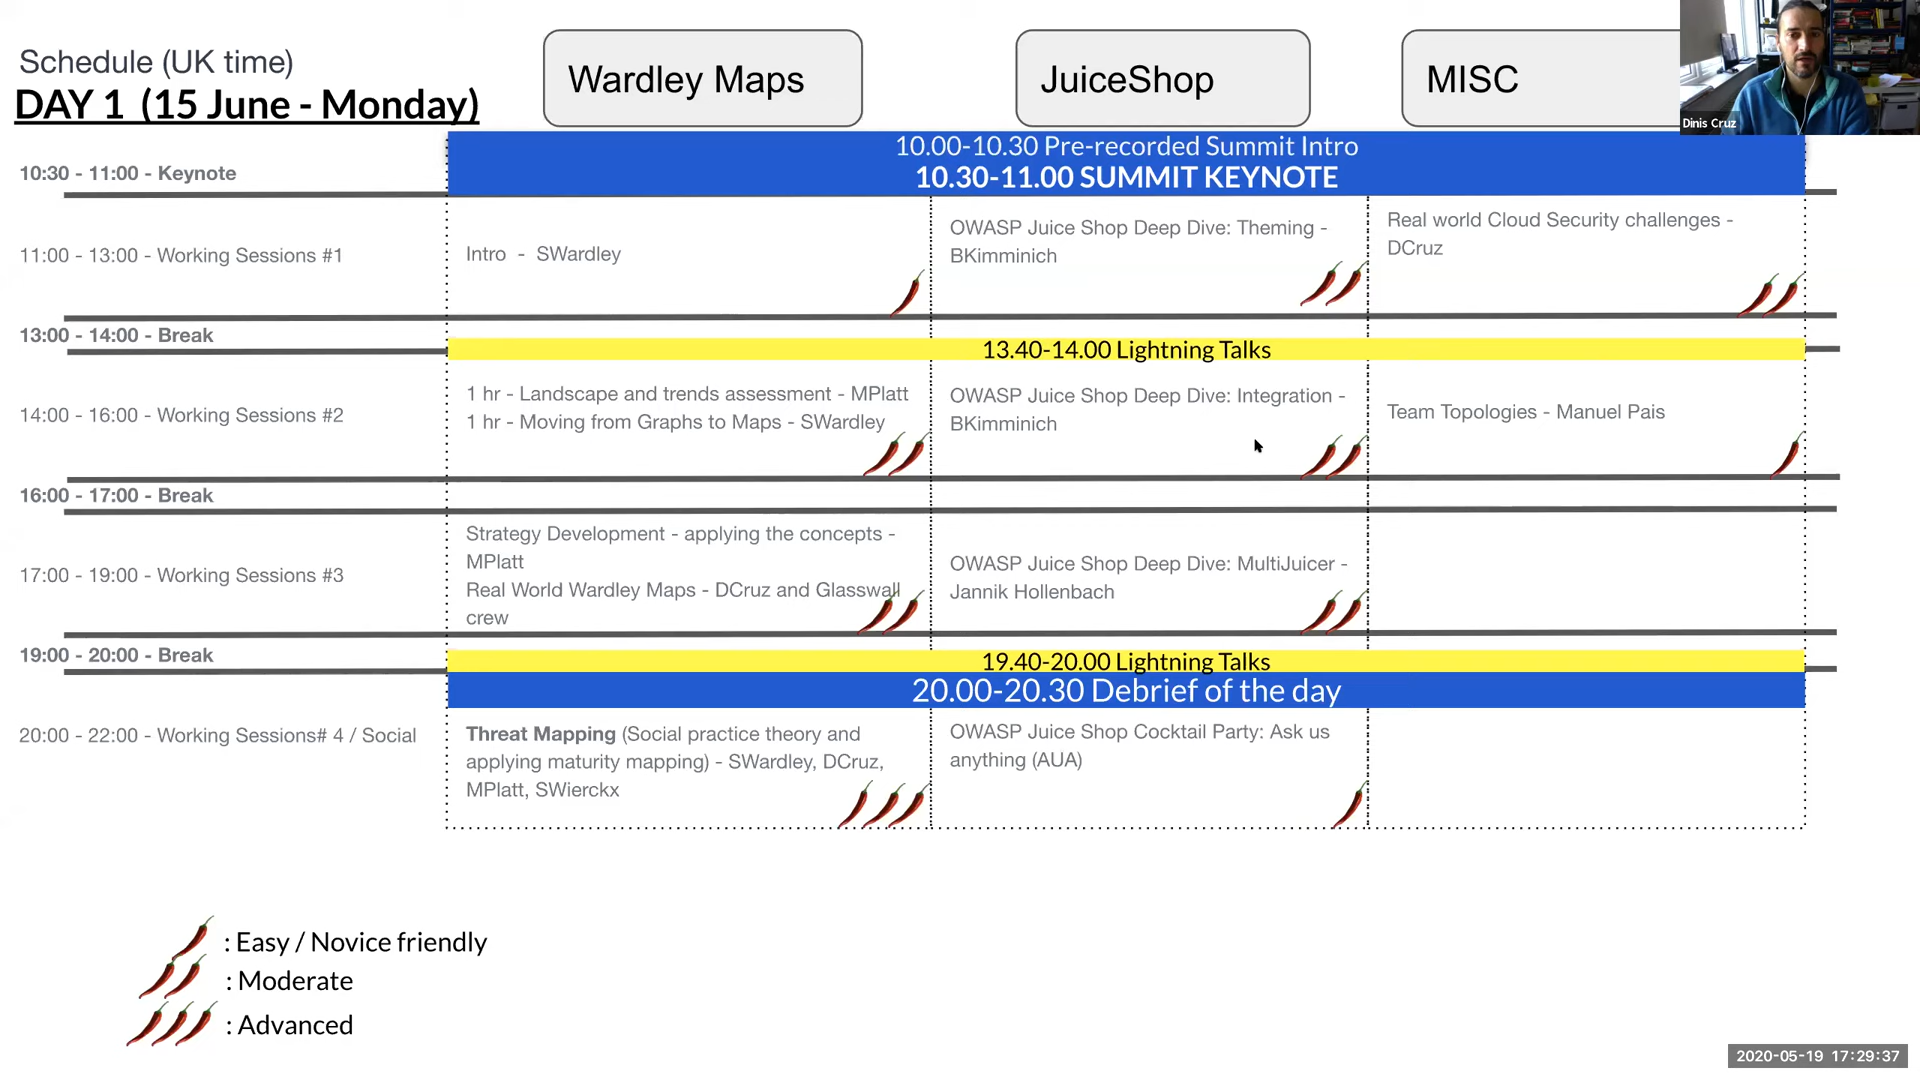 Schedule (UK time)
DAY 1 (15 June - Monday)
Wardley Maps
JuiceShop
MISC
Dinis Cruz
10.00-10.30 Pre-recorded Summit Intro
10:30 - 11:00 - Keynote
10.30-11.00 SUMMIT KEYNOTE
11:00 - 13:00 - Working Sessions #1
Intro - SWardley
OWASP Juice Shop Deep Dive: Theming -
BKimminich
Real world Cloud Security challenges -
DCruz
13:00 - 14:00 - Break
13.40-14.00 Lightning Talks
14:00 - 16:00 - Working Sessions #2
1 hr - Landscape and trends assessment - MPlatt
1 hr - Moving from Graphs to Maps - SWardley
OWASP Juice Shop Deep Dive: Integration -
BKimminich
Team Topologies - Manuel Pais
16:00 - 17:00 - Break
17:00 - 19:00 - Working Sessions #3
Strategy Development - applying the concepts -
MPlatt
Real World Wardley Maps - DCruz and Glasswall
crew
OWASP Juice Shop Deep Dive: MultiJuicer -
Jannik Hollenbach
19:00 - 20:00 - Break
19.40-20.00 Lightning Talks
20.00-20.30 Debrief of the day
20:00 - 22:00 - Working Sessions# 4 / Social
Threat Mapping (Social practice theory and
applying maturity mapping) - SWardley, DCruz,
MPlatt, SWierckx
OWASP Juice Shop Cocktail Party: Ask us
anything (AUA)
: Easy / Novice friendly
: Moderate
: Advanced
2020-05-19 17:29:37